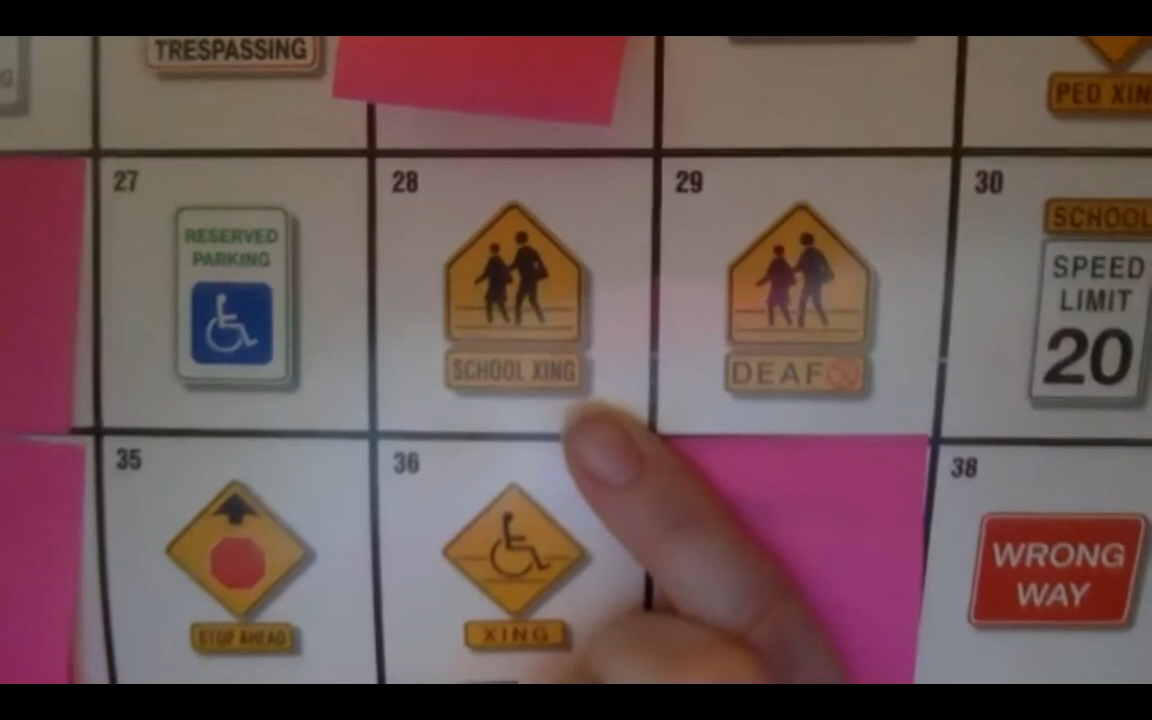 TRESPASSING
G
PED XIN
27
RESERVED
PARKING
28
SCHOOL XING
29
DEAF
30
SCHOOL
SPEED
LIMIT
20
35
STOP AHEAD
36
XING
38
WRONG
WAY